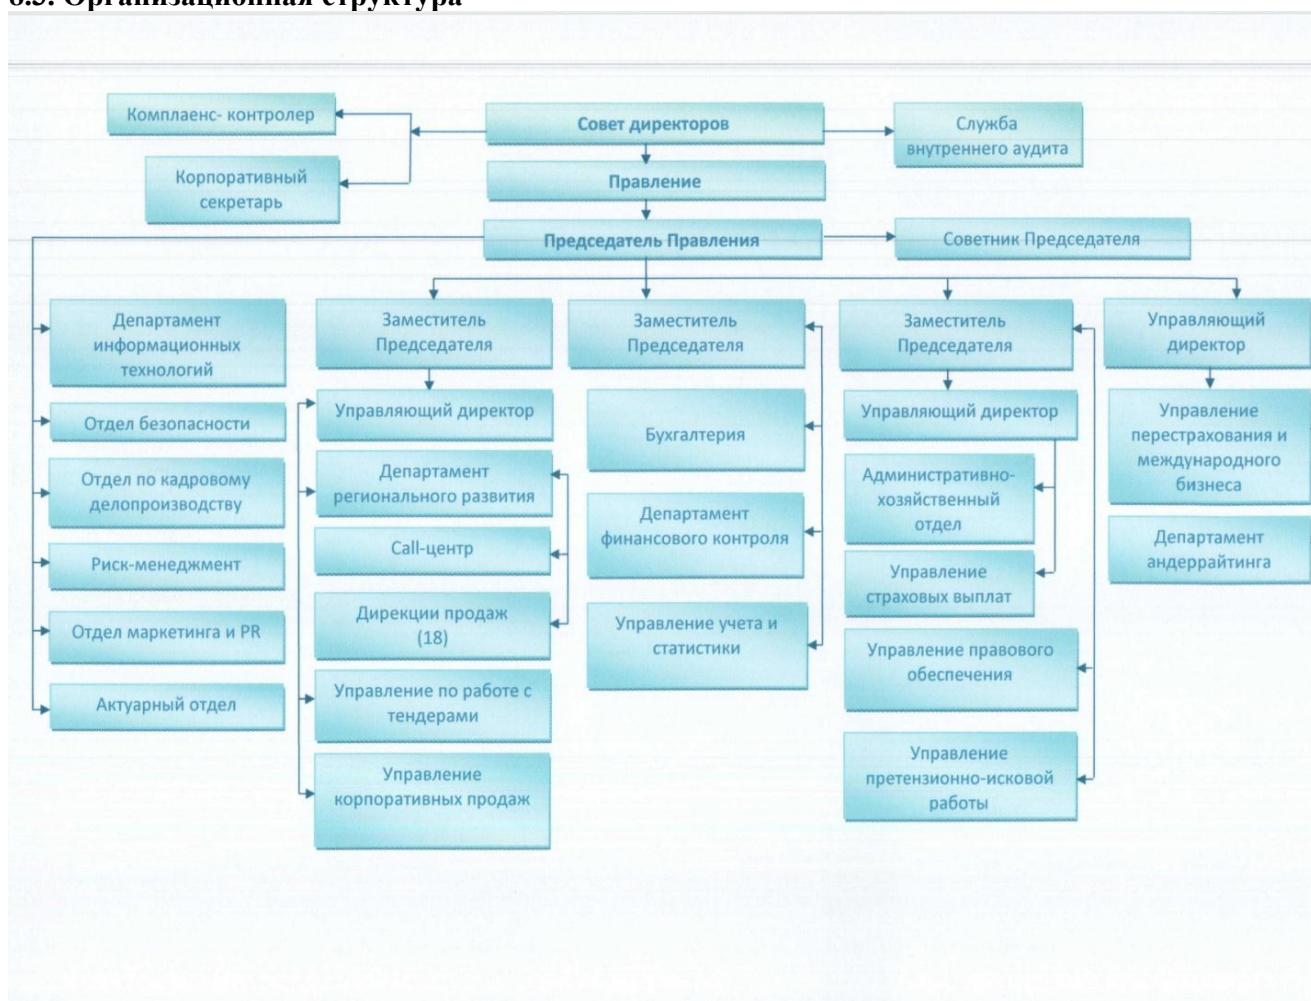 8.3. Организационная структура
Комплаенс- контролер
Совет директоров
Служба
внутреннего аудита
Корпоративный
секретарь
Правление
Председатель Правления
Советник Председателя
Департамент
информационных
технологий
Отдел безопасности
Отдел по кадровому
делопроизводству
Риск-менеджмент
Отдел маркетинга и PR
Актуарный отдел
Заместитель
Председателя
Управляющий директор
Департамент
регионального развития
Call-центр
Дирекции продаж
(18)
Управление по работе с
тендерами
Управление
корпоративных продаж
Заместитель
Председателя
Бухгалтерия
Департамент
финансового контроля
Управление учета и
статистики
Заместитель
Председателя
Управляющий директор
Административно-
хозяйственный
отдел
Управление
страховых выплат
Управление правового
обеспечения
Управление
претензионно-исковой
работы
Управляющий
директор
Управление
перестрахования и
международного
бизнеса
Департамент
андеррайтинга